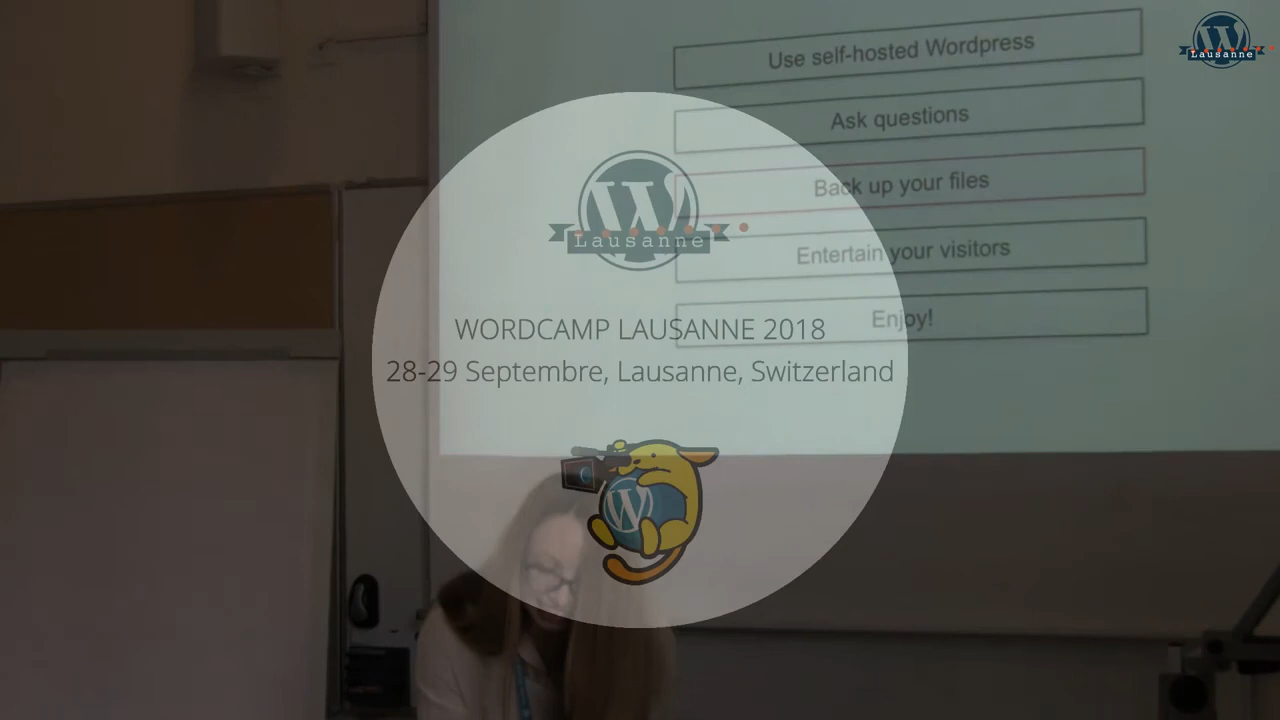 Use self-hosted Wordpress
Ask questions
Back up your files
Entertain your visitors
Enjoy!
Lausanne
Lausanne
WORDCAMP LAUSANNE 2018
28-29 Septembre, Lausanne, Switzerland